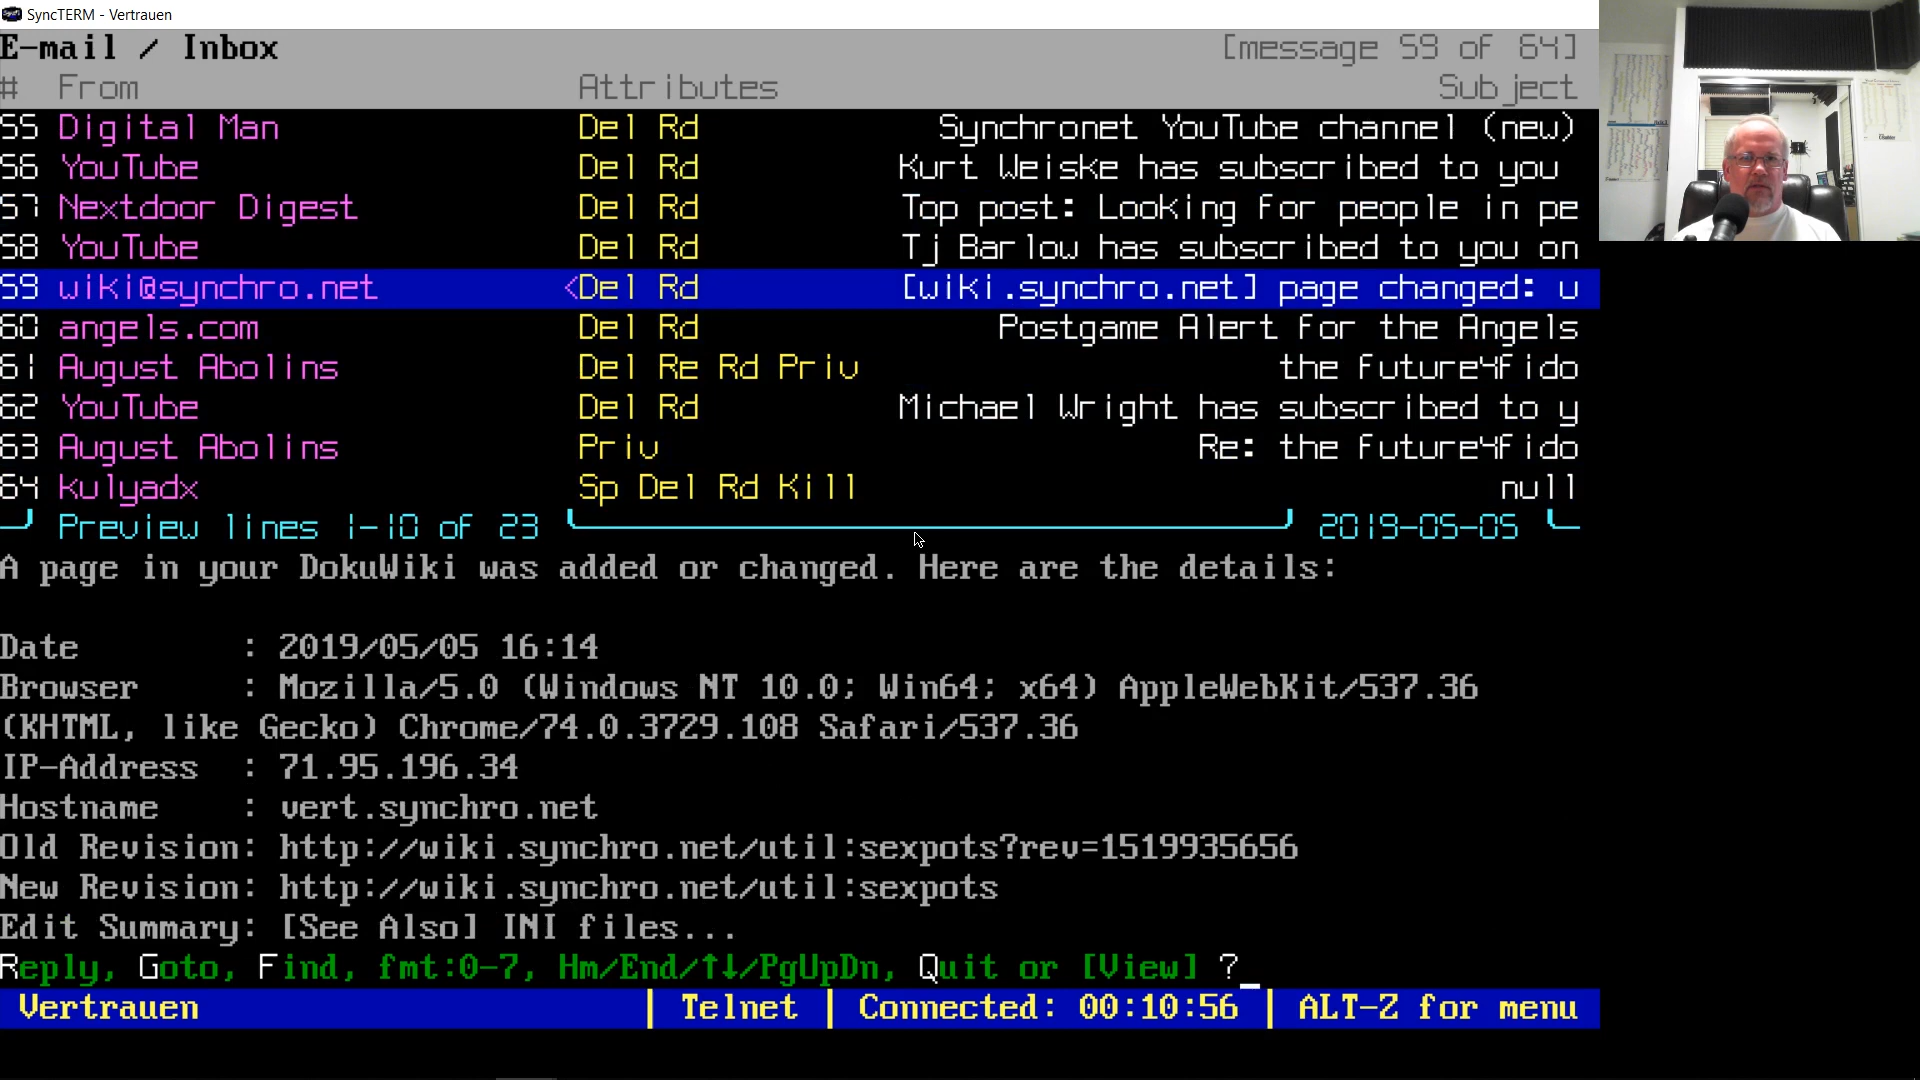 SyncTERM - Vertrauen
E-mail / Inbox [message 59 of 64]
# From Attributes Subject
55 Digital Man Del Rd Synchronet YouTube channel (new)
56 YouTube Del Rd Kurt Weiske has subscribed to you
57 Nextdoor Digest Del Rd Top post: Looking for people in pe
58 YouTube Del Rd Tj Barlow has subscribed to you on
59 wiki@synchro.net <Del Rd [wiki.synchro.net] page changed: u
60 angels.com Del Rd Postgame Alert for the Angels
61 August Abolins Del Re Rd Priv the future4fido
62 YouTube Del Rd Michael Wright has subscribed to y
63 August Abolins Priv Re: the future4fido
64 kulyadx Sp Del Rd Kill null
Preview lines 1-10 of 23 2019-05-05
A page in your DokuWiki was added or changed. Here are the details:
Date : 2019/05/05 16:14
Browser : Mozilla/5.0 (Windows NT 10.0; Win64; x64) AppleWebKit/537.36
(KHTML, like Gecko) Chrome/74.0.3729.108 Safari/537.36
IP-Address : 71.95.196.34
Hostname : vert.synchro.net
Old Revision: http://wiki.synchro.net/util:sexpots?rev=1519935656
New Revision: http://wiki.synchro.net/util:sexpots
Edit Summary: [See Also] INI files...
Reply, Goto, Find, fmt:0-7, Hm/End/↑↓/PgUpDn, Quit or [View] ?
Vertrauen | Telnet | Connected: 00:10:56 | ALT-Z for menu